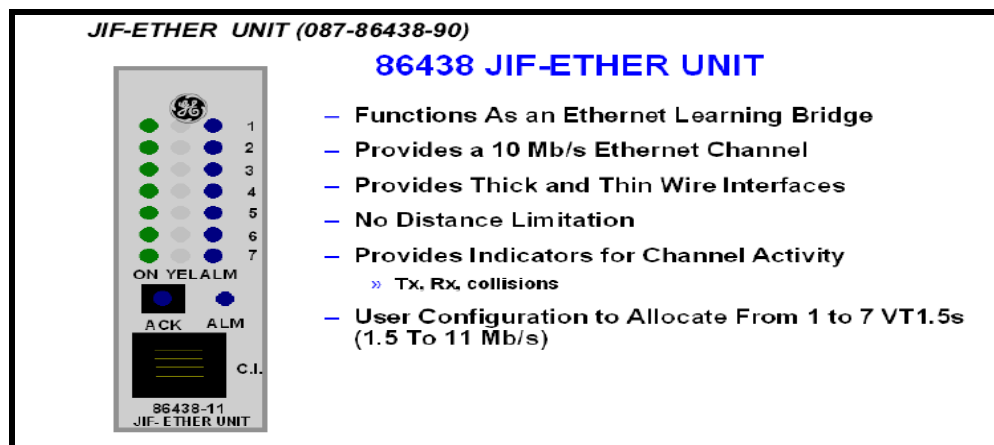 JIF-ETHER UNIT (087-86438-90)
86438 JIF-ETHER UNIT
– Functions As an Ethernet Learning Bridge
– Provides a 10 Mb/s Ethernet Channel
– Provides Thick and Thin Wire Interfaces
– No Distance Limitation
– Provides Indicators for Channel Activity
» Tx, Rx, collisions
– User Configuration to Allocate From 1 to 7 VT1.5s
(1.5 To 11 Mb/s)
GE
1
2
3
4
5
6
7
ON YEL ALM
ACK ALM
C.I.
86438-11
JIF- ETHER UNIT